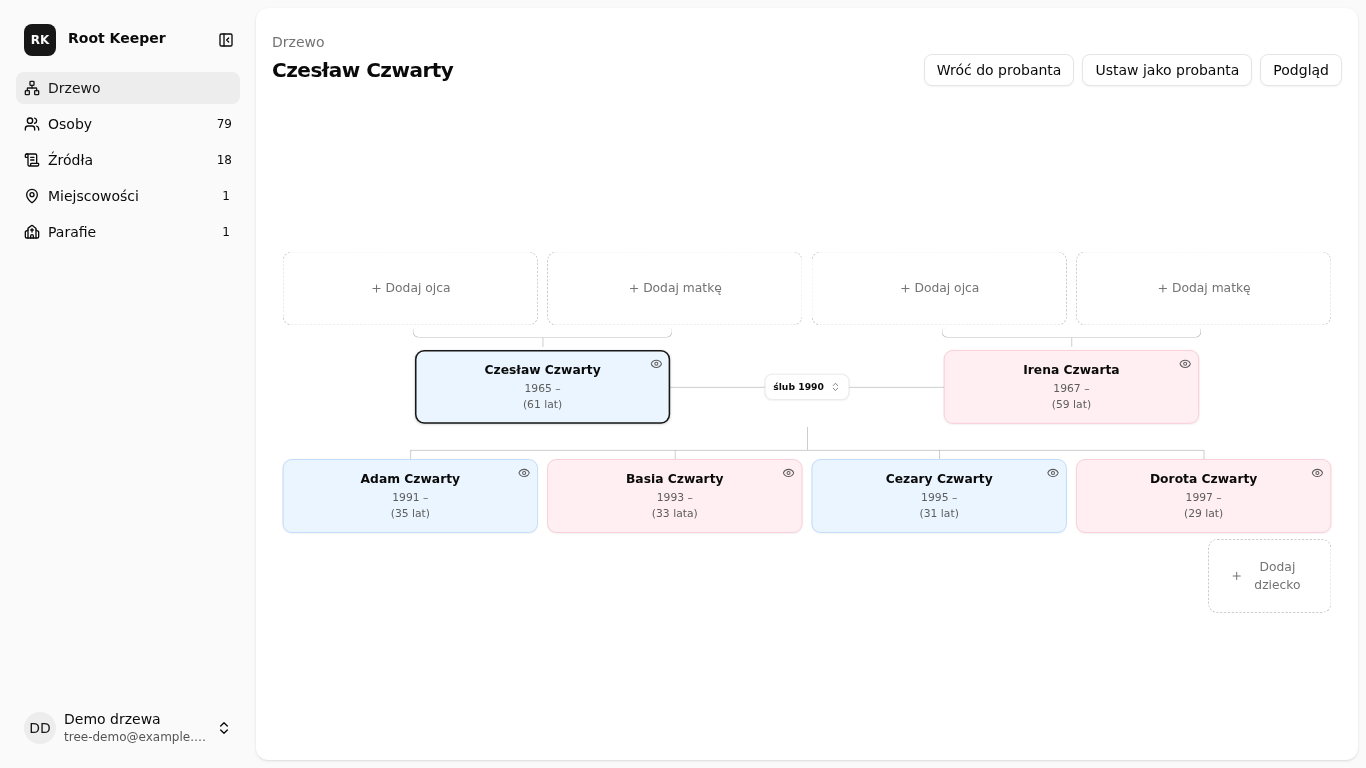 RK
Root Keeper
Drzewo
Osoby 79
Źródła 18
Miejscowości 1
Parafie 1
DD
Demo drzewa
tree-demo@example....
Drzewo
Czesław Czwarty
Wróć do probanta
Ustaw jako probanta
Podgląd
+ Dodaj ojca
+ Dodaj matkę
+ Dodaj ojca
+ Dodaj matkę
Czesław Czwarty
1965 –
(61 lat)
ślub 1990
Irena Czwarta
1967 –
(59 lat)
Adam Czwarty
1991 –
(35 lat)
Basia Czwarty
1993 –
(33 lata)
Cezary Czwarty
1995 –
(31 lat)
Dorota Czwarty
1997 –
(29 lat)
+ Dodaj
dziecko